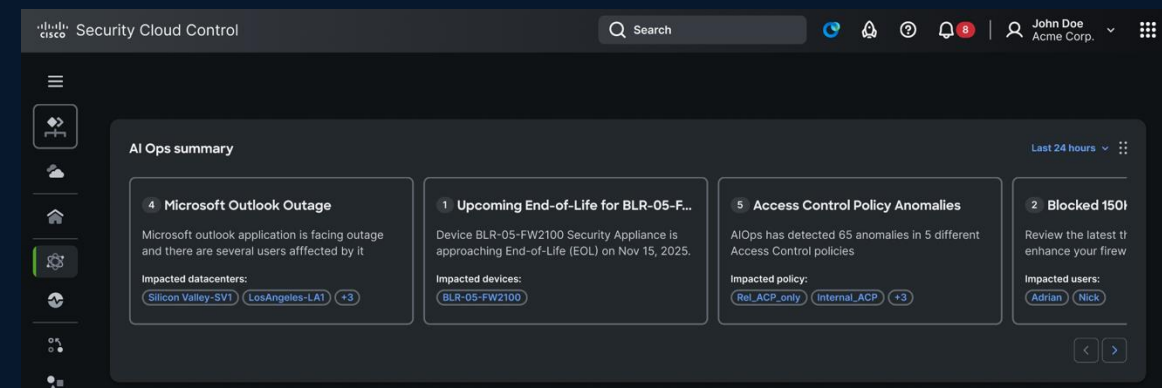 CISCO Security Cloud Control
Search
8
John Doe
Acme Corp.
AI Ops summary
Last 24 hours
4 Microsoft Outlook Outage
Microsoft outlook application is facing outage
and there are several users afffected by it
Impacted datacenters:
Silicon Valley-SV1 LosAngeles-LA1 +3
1 Upcoming End-of-Life for BLR-05-F...
Device BLR-05-FW2100 Security Appliance is
approaching End-of-Life (EOL) on Nov 15, 2025.
Impacted devices:
BLR-05-FW2100
5 Access Control Policy Anomalies
AIOps has detected 65 anomalies in 5 different
Access Control policies
Impacted policy:
Rel_ACP_only Internal_ACP +3
2 Blocked 150
Review the latest th
enhance your firew
Impacted users:
Adrian Nick